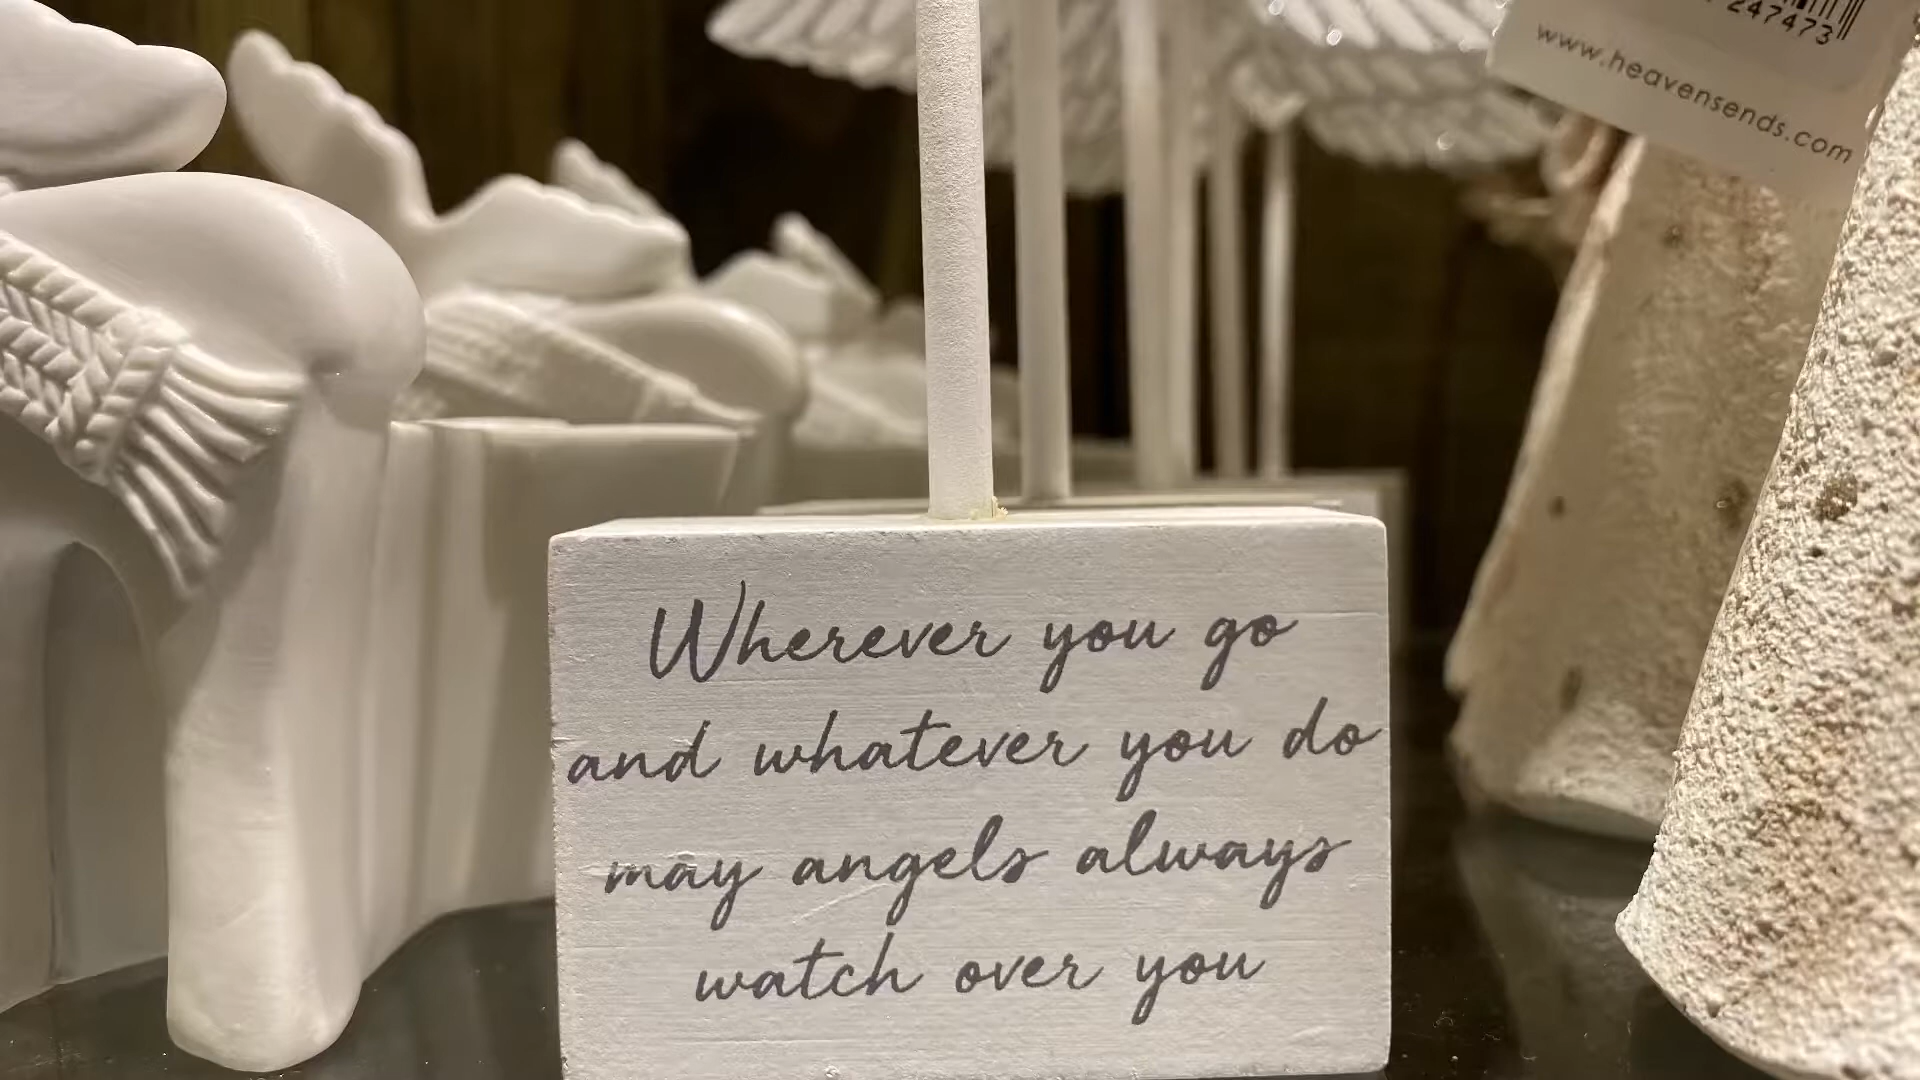 247473
www.heavensends.com
Wherever you go
and whatever you do
may angels always
watch over you